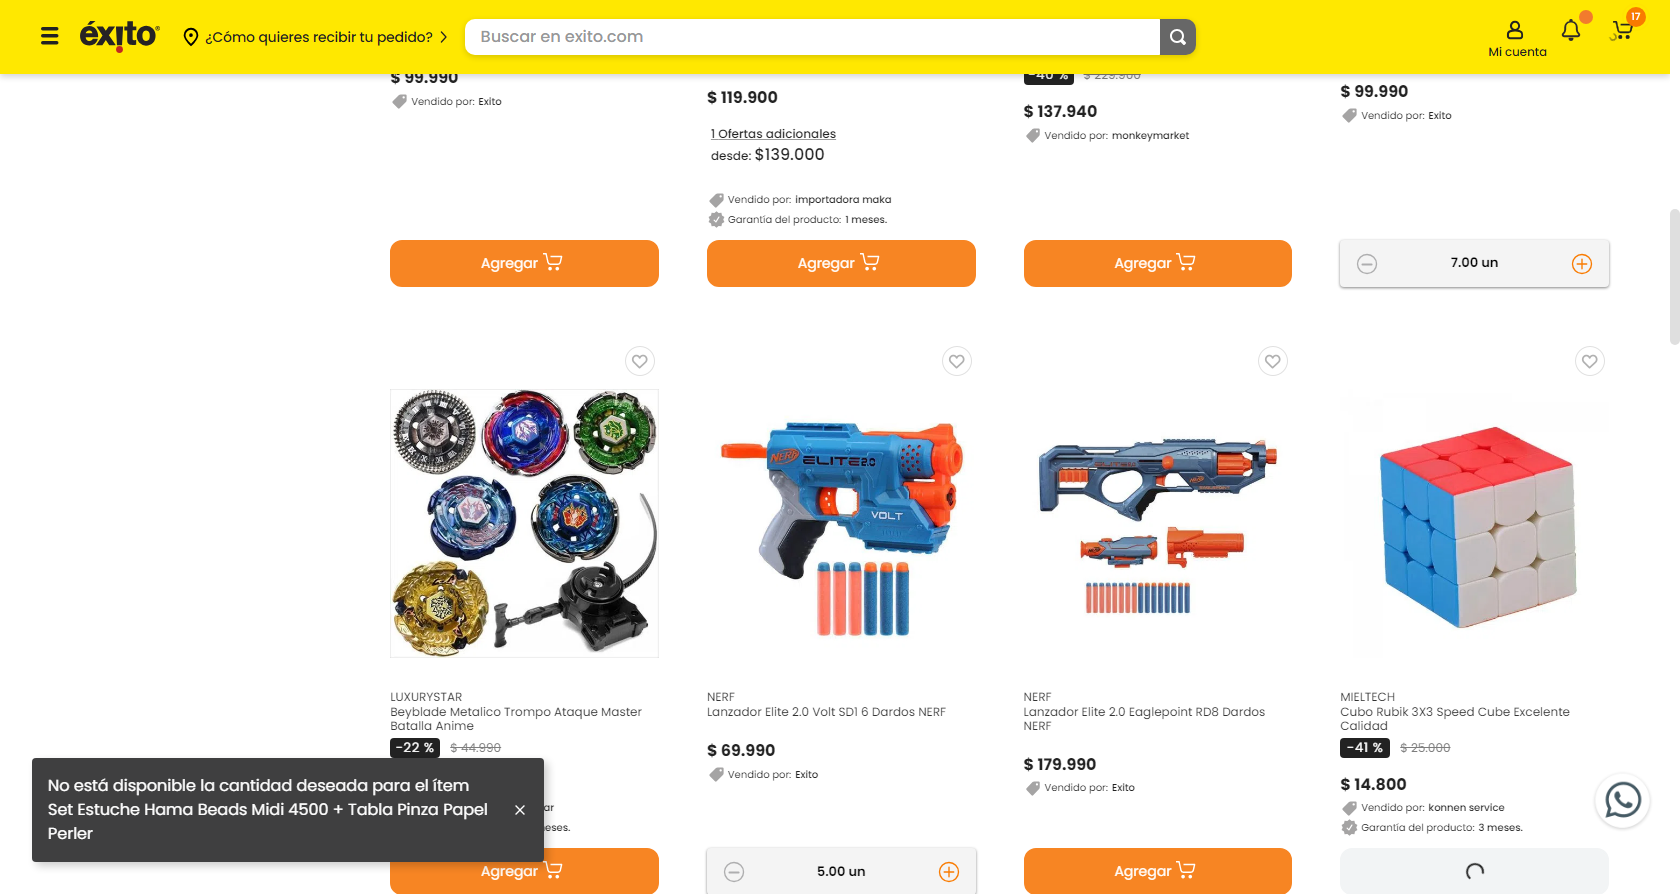 éxito
¿Cómo quieres recibir tu pedido?
Buscar en exito.com
Mi cuenta
17
$ 99.990
Vendido por: Exito
$ 119.900
1 Ofertas adicionales
desde: $139.000
Vendido por: importadora maka
Garantía del producto: 1 meses.
-40 % $ 229.900
$ 137.940
Vendido por: monkeymarket
$ 99.990
Vendido por: Exito
Agregar
Agregar
Agregar
7.00 un
NERF ELITE 2.0
VOLT
LUXURYSTAR
Beyblade Metalico Trompo Ataque Master
Batalla Anime
-22 % $ 44.990
NERF
Lanzador Elite 2.0 Volt SD1 6 Dardos NERF
$ 69.990
Vendido por: Exito
NERF
Lanzador Elite 2.0 Eaglepoint RD8 Dardos
NERF
$ 179.990
Vendido por: Exito
MIELTECH
Cubo Rubik 3X3 Speed Cube Excelente
Calidad
-41 % $ 25.000
$ 14.800
Vendido por: konnen service
Garantía del producto: 3 meses.
No está disponible la cantidad deseada para el ítem
Set Estuche Hama Beads Midi 4500 + Tabla Pinza Papel
Perler
Agregar
5.00 un
Agregar